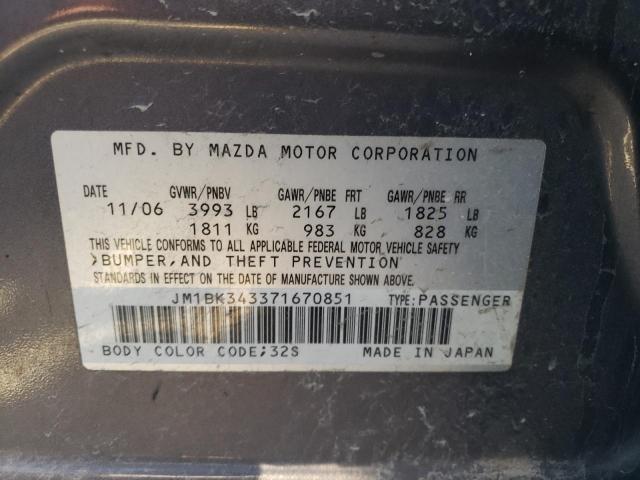 MFD. BY MAZDA MOTOR CORPORATION
DATE GVWR/PNBV GAWR/PNBE FRT GAWR/PNBE RR
11/06 3993 LB 2167 LB 1825 LB
1811 KG 983 KG 828 KG
THIS VEHICLE CONFORMS TO ALL APPLICABLE FEDERAL MOTOR VEHICLE SAFETY
>BUMPER,AND THEFT PREVENTION
STANDARDS IN EFFECT ON THE DATE OF MANUFACTURE SHOWN ABOVE.
JM1BK343371670851 TYPE:PASSENGER
BODY COLOR CODE;32S MADE IN JAPAN